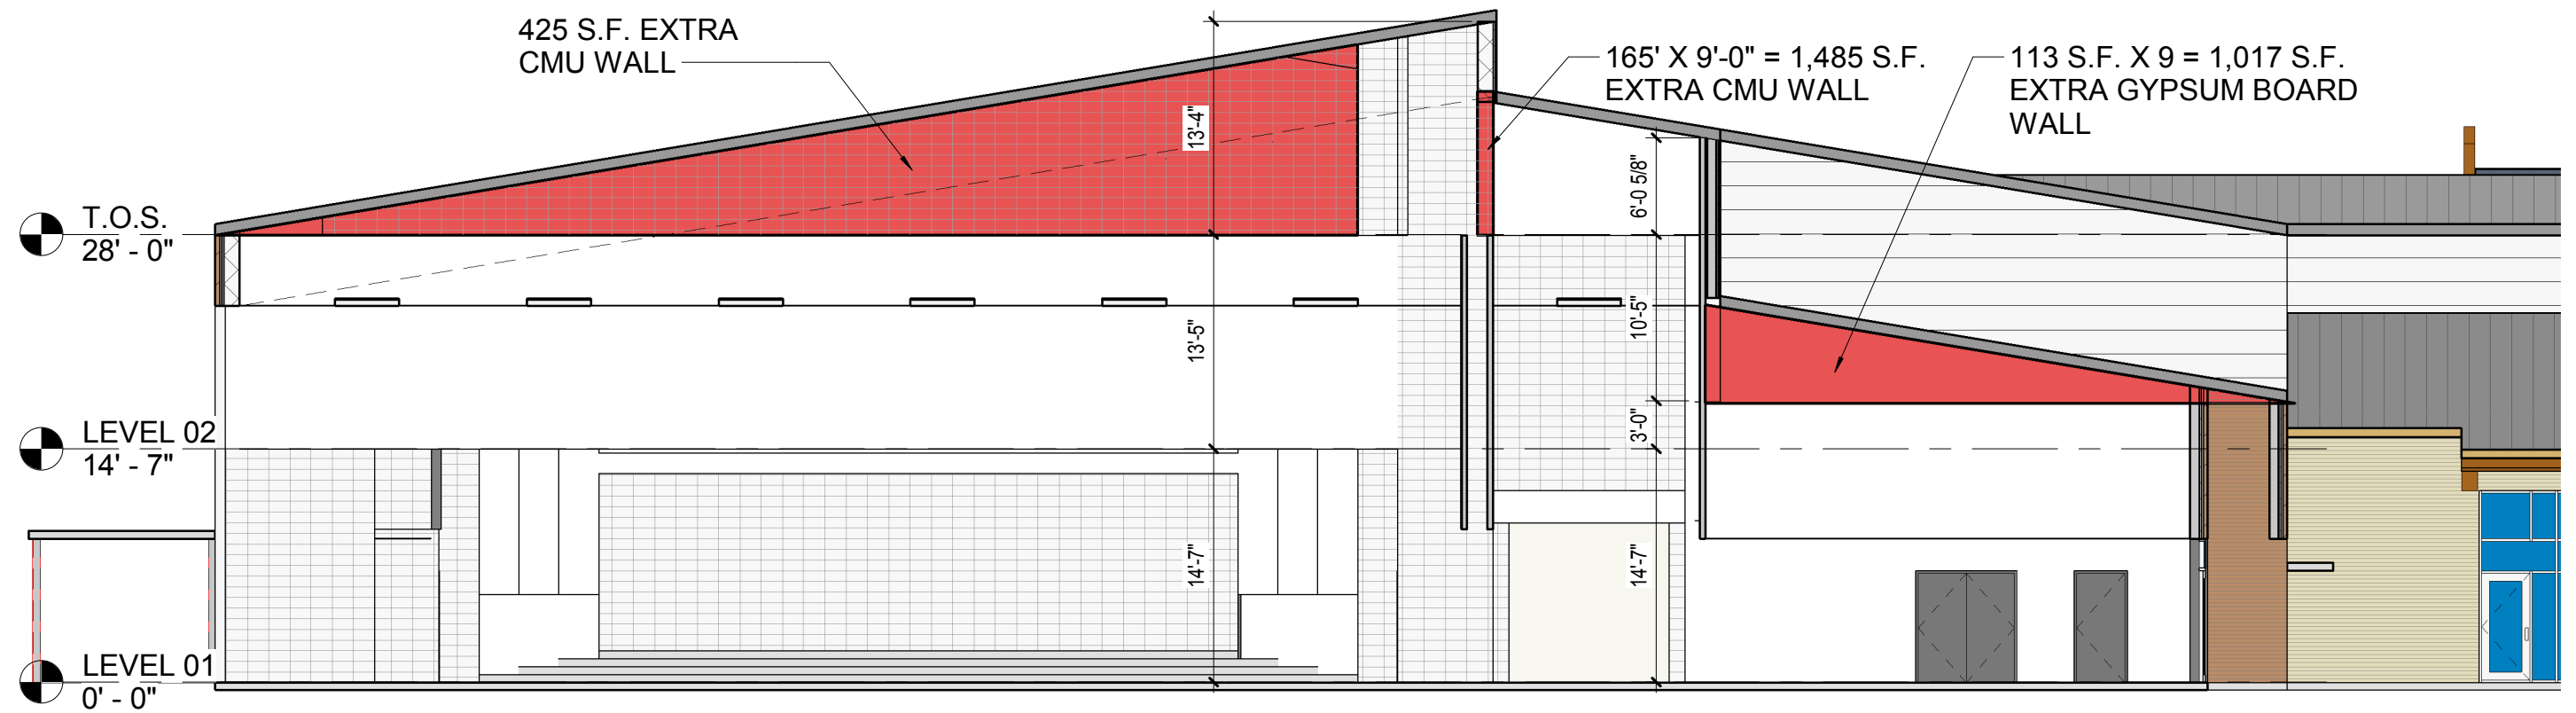 425 S.F. EXTRA
CMU WALL
165' X 9'-0" = 1,485 S.F.
EXTRA CMU WALL
113 S.F. X 9 = 1,017 S.F.
EXTRA GYPSUM BOARD
WALL
13'-4"
6'-0 5/8"
T.O.S.
28' - 0"
13'-5"
10'-5"
3'-0"
LEVEL 02
14' - 7"
14'-7"
14'-7"
LEVEL 01
0' - 0"